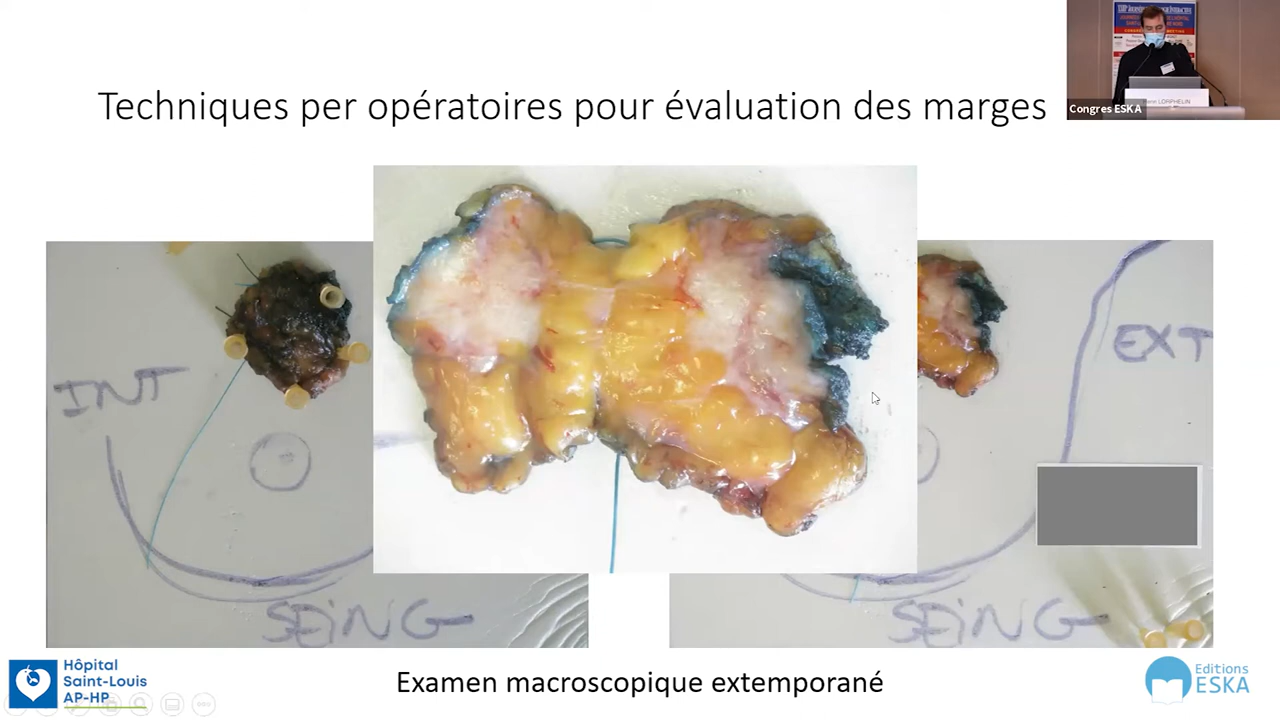 Techniques per opératoires pour évaluation des marges
Congres ESKA
LORPHELIN
INT
EXT
SEiNG
SEiNG
Examen macroscopique extemporané
Hôpital
Saint-Louis
AP-HP
Editions
ESKA